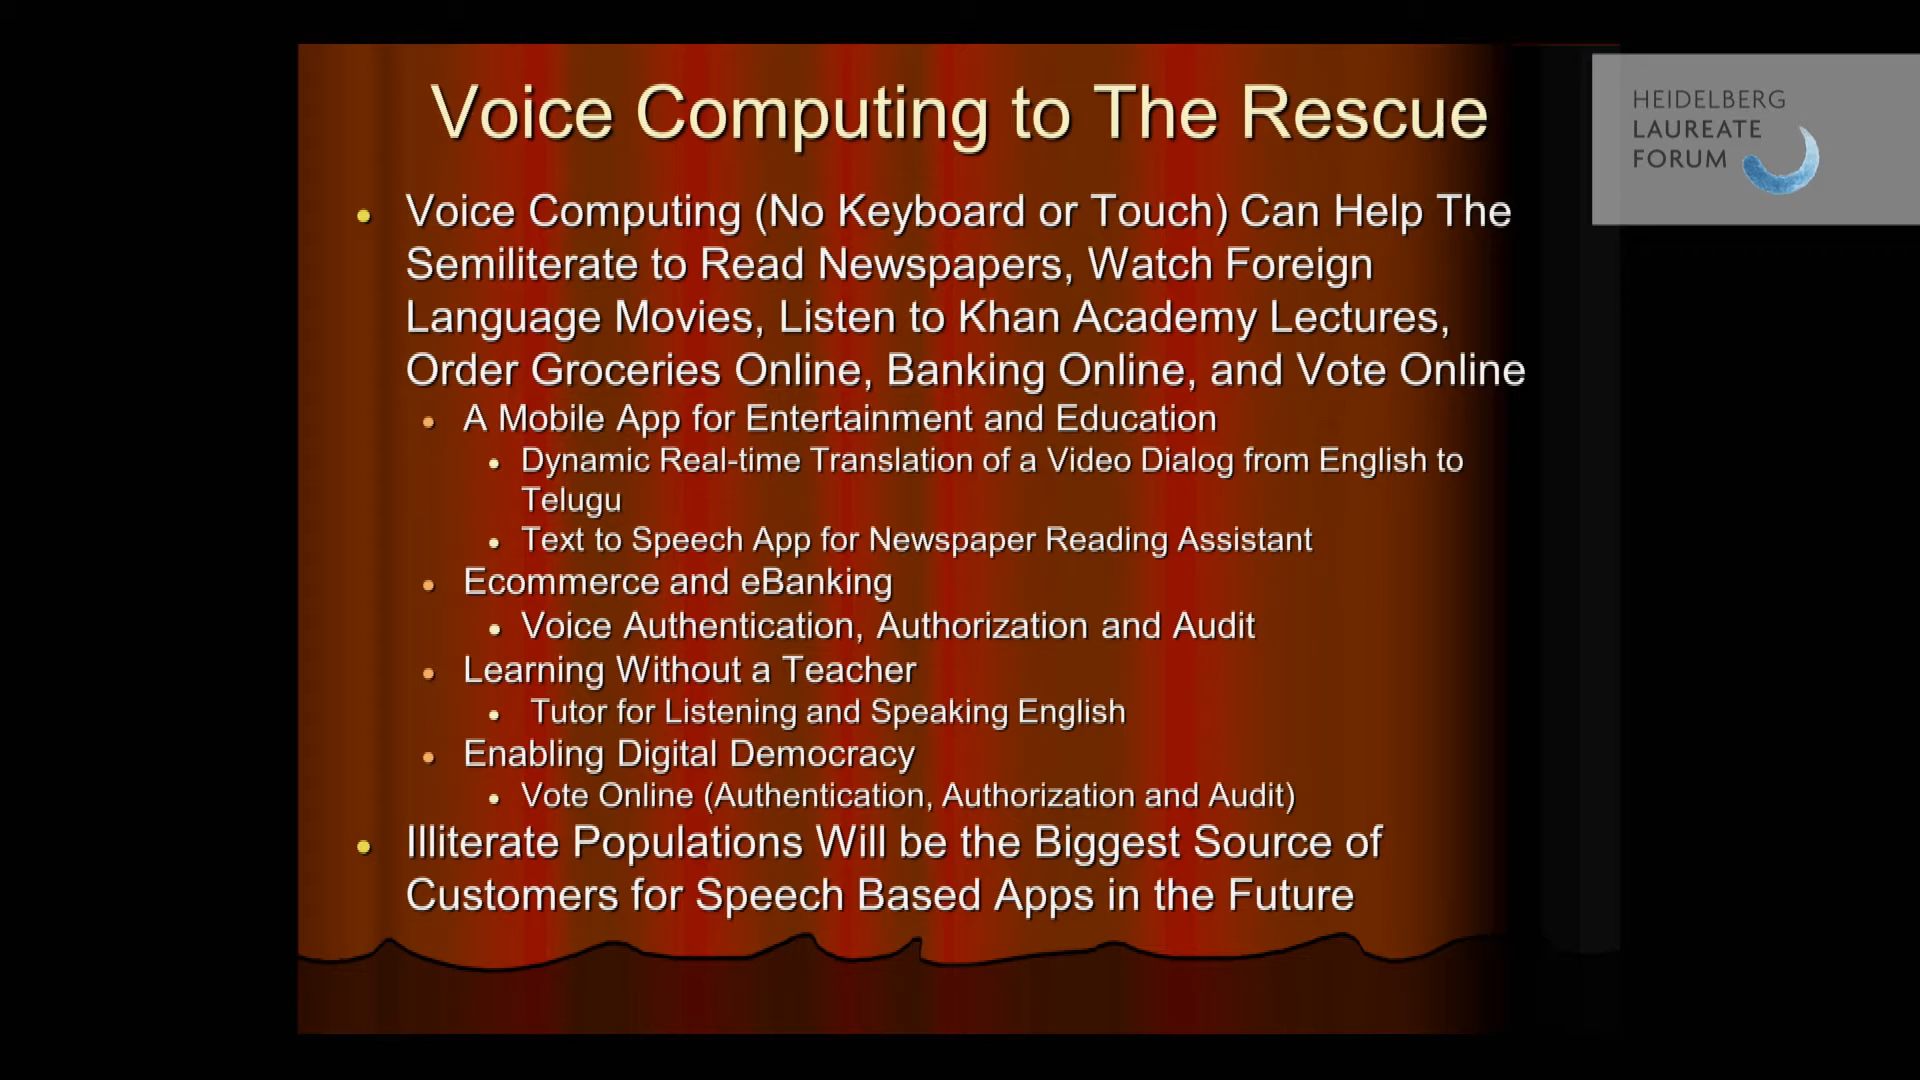 Voice Computing to The Rescue
HEIDELBERG
LAUREATE
FORUM
• Voice Computing (No Keyboard or Touch) Can Help The
Semiliterate to Read Newspapers, Watch Foreign
Language Movies, Listen to Khan Academy Lectures,
Order Groceries Online, Banking Online, and Vote Online
• A Mobile App for Entertainment and Education
• Dynamic Real-time Translation of a Video Dialog from English to
Telugu
• Text to Speech App for Newspaper Reading Assistant
• Ecommerce and eBanking
• Voice Authentication, Authorization and Audit
• Learning Without a Teacher
• Tutor for Listening and Speaking English
• Enabling Digital Democracy
• Vote Online (Authentication, Authorization and Audit)
• Illiterate Populations Will be the Biggest Source of
Customers for Speech Based Apps in the Future